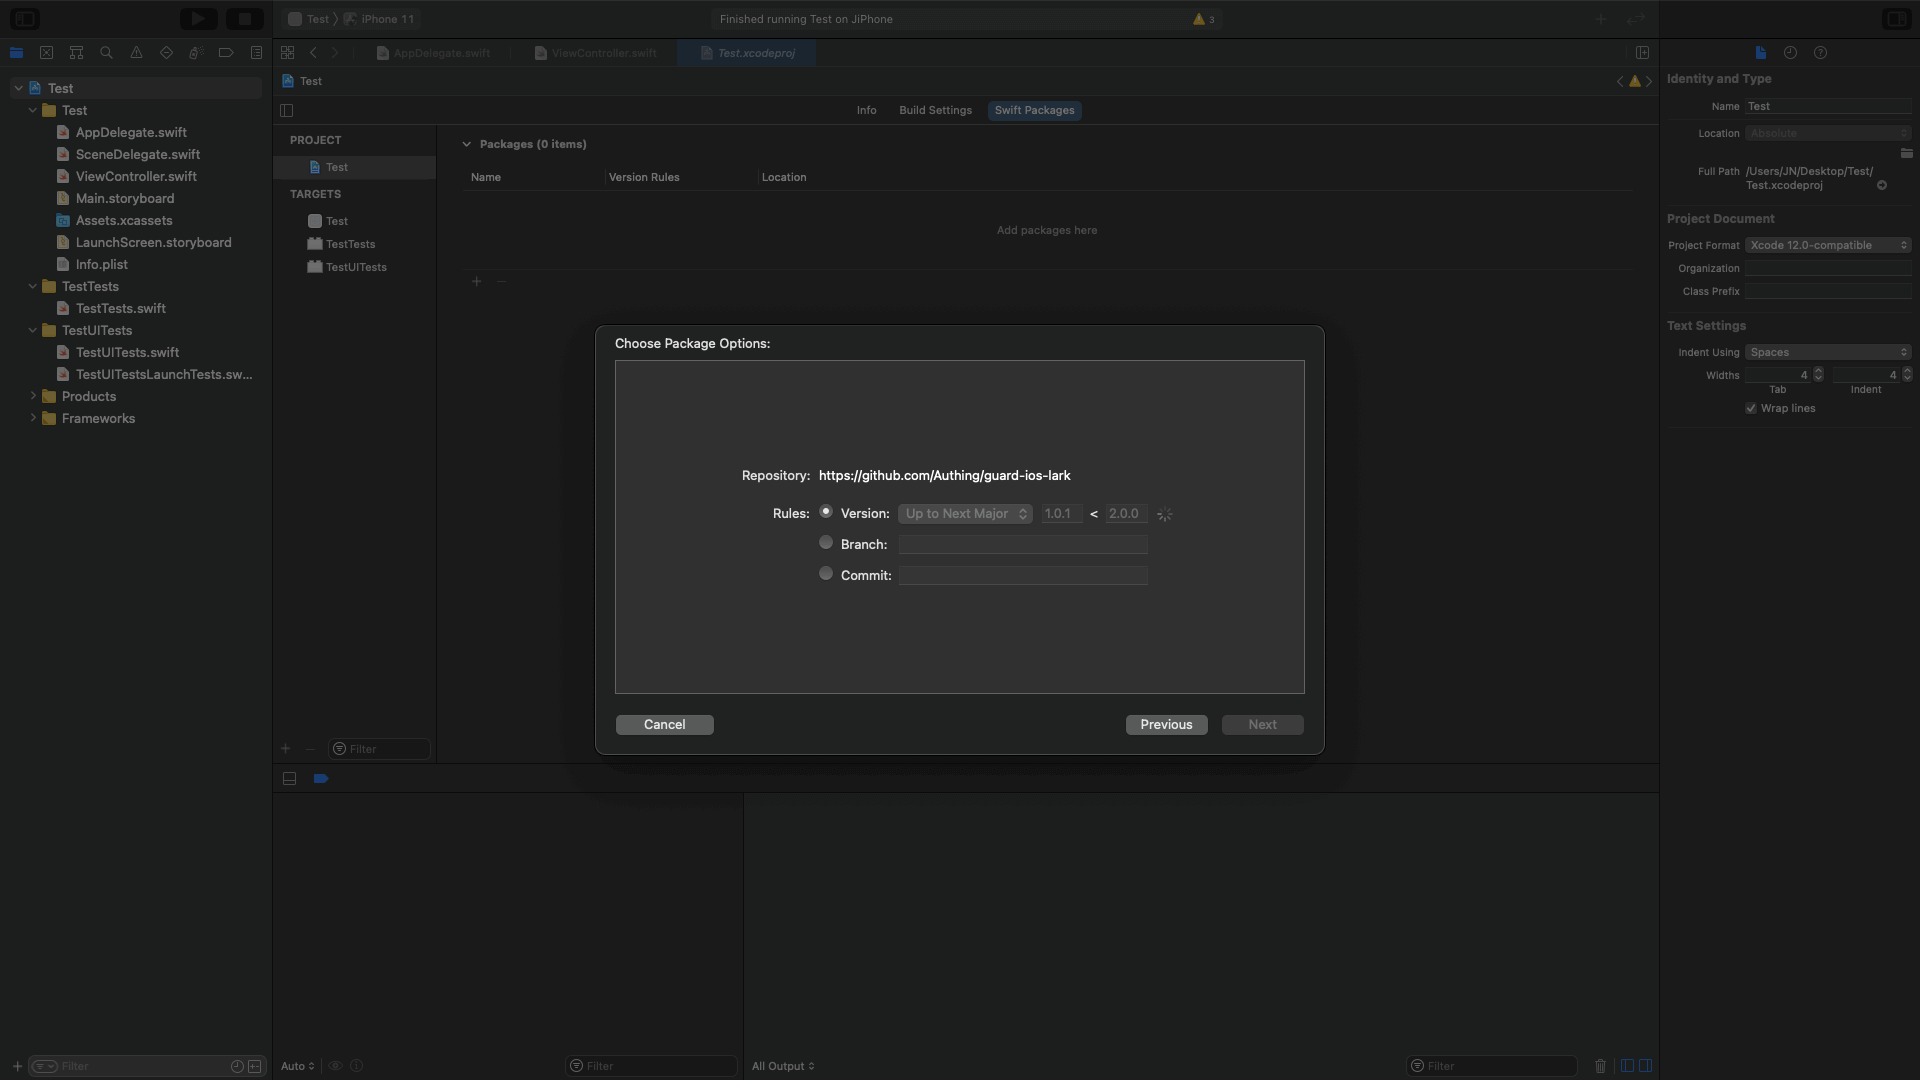 Test
iPhone 11
Finished running Test on JiPhone
3
AppDelegate.swift
ViewController.swift
Test.xcodeproj
Test
Test
Test
AppDelegate.swift
SceneDelegate.swift
ViewController.swift
Main.storyboard
Assets.xcassets
LaunchScreen.storyboard
Info.plist
TestTests
TestTests.swift
TestUITests
TestUITests.swift
TestUITestsLaunchTests.sw...
Products
Frameworks
Filter
Info
Build Settings
Swift Packages
PROJECT
Test
TARGETS
Test
TestTests
TestUITests
Filter
Packages (0 items)
Name
Version Rules
Location
Add packages here
Choose Package Options:
Repository: https://github.com/Authing/guard-ios-lark
Rules: Version: Up to Next Major 1.0.1 < 2.0.0
Branch:
Commit:
Cancel
Previous
Next
Auto
Filter
All Output
Filter
Identity and Type
Name Test
Location Absolute
Full Path /Users/JN/Desktop/Test/
Test.xcodeproj
Project Document
Project Format Xcode 12.0-compatible
Organization
Class Prefix
Text Settings
Indent Using Spaces
Widths 4 4
Tab Indent
Wrap lines